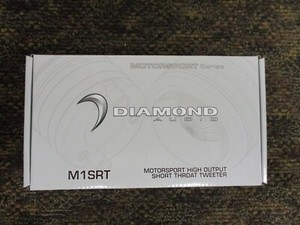 MOTORSPORT Series
DIAMOND
AUDIO
M1SRT
MOTORSPORT HIGH OUTPUT
SHORT THROAT TWEETER